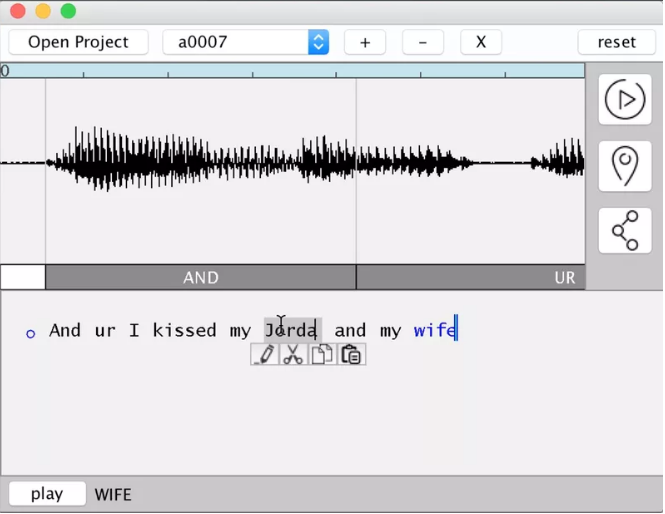 Open Project a0007 + - X reset
0
AND UR
And ur I kissed my Jorda and my wife
play WIFE